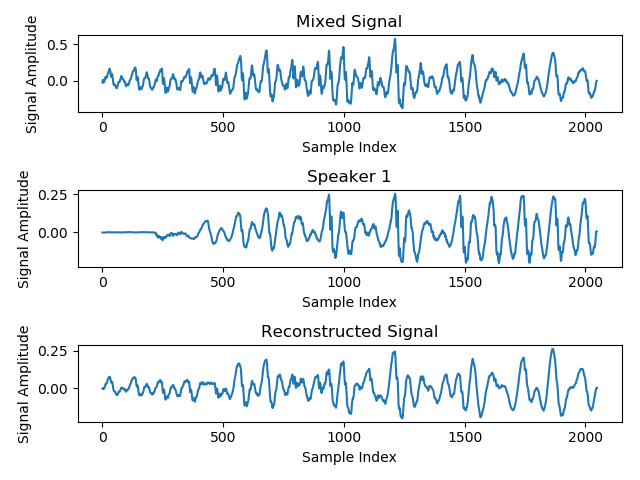 Mixed Signal
Signal Amplitude
0.5
0.0
0 500 1000 1500 2000
Sample Index
Speaker 1
Signal Amplitude
0.25
0.00
0 500 1000 1500 2000
Sample Index
Reconstructed Signal
Signal Amplitude
0.25
0.00
0 500 1000 1500 2000
Sample Index